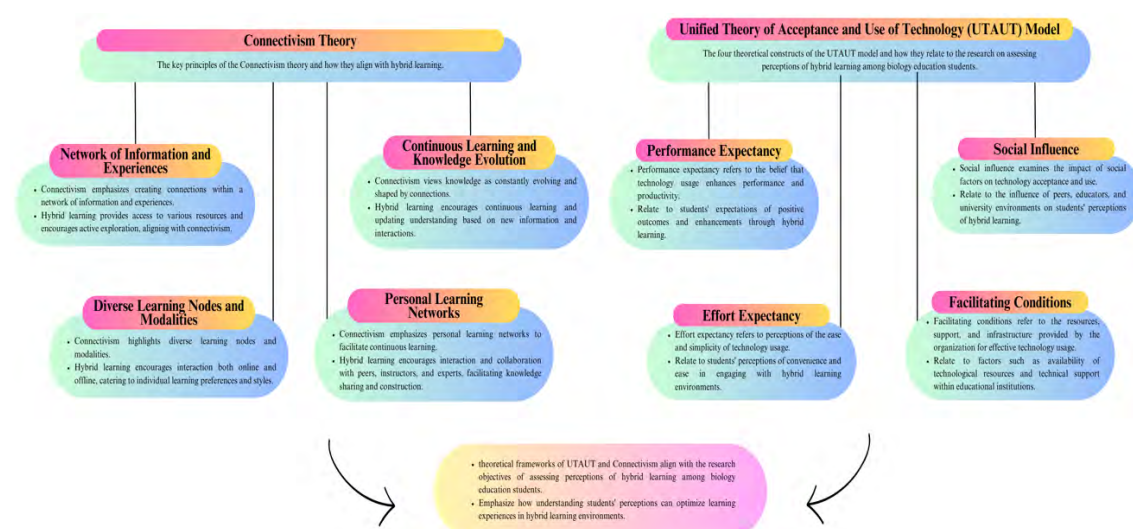 Connectivism Theory
The key principles of the Connectivism theory and how they align with hybrid learning.
Network of Information and
Experiences
• Connectivism emphasizes creating connections within a
network of information and experiences.
• Hybrid learning provides access to various resources and
encourages active exploration, aligning with connectivism.
Continuous Learning and
Knowledge Evolution
• Connectivism views knowledge as constantly evolving and
shaped by connections.
• Hybrid learning encourages continuous learning and
updating understanding based on new information and
interactions.
Diverse Learning Nodes and
Modalities
• Connectivism highlights diverse learning nodes and
modalities.
• Hybrid learning encourages interaction both online and
offline, catering to individual learning preferences and styles.
Personal Learning
Networks
• Connectivism emphasizes personal learning networks to
facilitate continuous learning.
• Hybrid learning encourages interaction and collaboration
with peers, instructors, and experts, facilitating knowledge
sharing and construction.
Unified Theory of Acceptance and Use of Technology (UTAUT) Model
The four theoretical constructs of the UTAUT model and how they relate to the research on assessing
perceptions of hybrid learning among biology education students.
Performance Expectancy
• Performance expectancy refers to the belief that
technology usage enhances performance and
productivity.
• Relate to students' expectations of positive
outcomes and enhancements through hybrid
learning.
Social Influence
• Social influence examines the impact of social
factors on technology acceptance and use.
• Relate to the influence of peers, educators, and
university environments on students' perceptions
of hybrid learning.
Effort Expectancy
• Effort expectancy refers to perceptions of the ease
and simplicity of technology usage.
• Relate to students' perceptions of convenience and
ease in engaging with hybrid learning
environments.
Facilitating Conditions
• Facilitating conditions refer to the resources,
support, and infrastructure provided by the
organization for effective technology usage.
• Relate to factors such as availability of
technological resources and technical support
within educational institutions.
• theoretical frameworks of UTAUT and Connectivism align with the research
objectives of assessing perceptions of hybrid learning among biology
education students.
• Emphasize how understanding students' perceptions can optimize learning
experiences in hybrid learning environments.